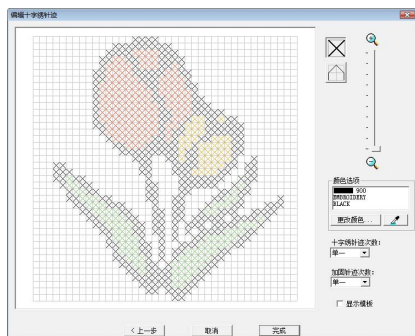 编辑十字绣针迹
颜色选项
900
EMBROIDERY
BLACK
更改颜色...
十字绣针迹次数:
单一
加固针迹次数:
单一
显示模板
< 上一步
取消
完成